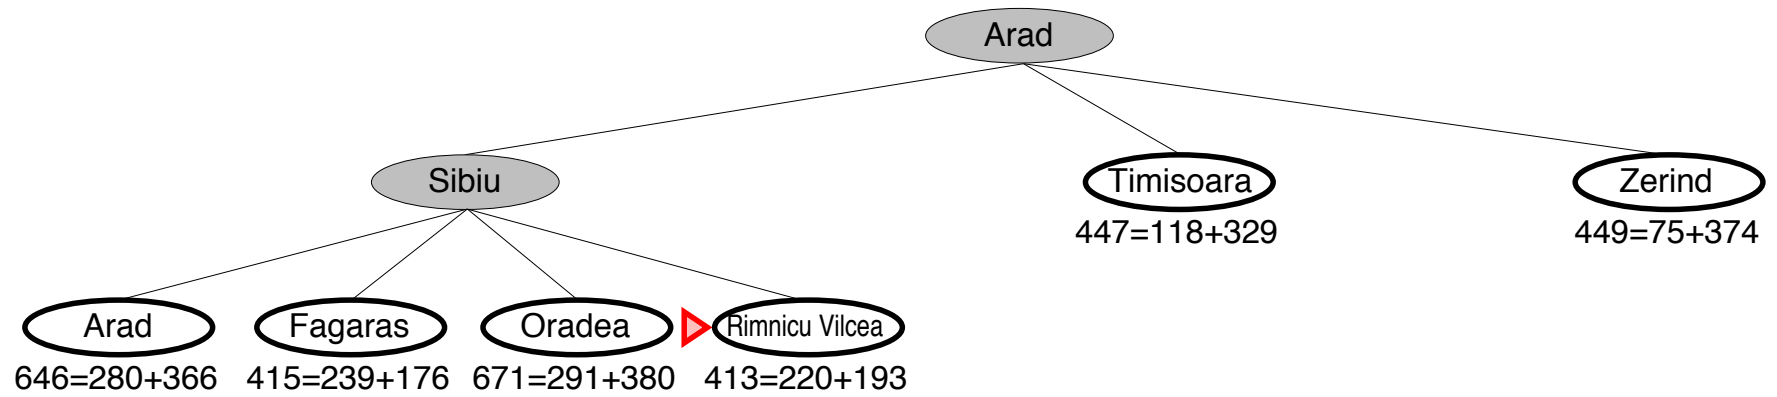 Arad
Sibiu
Timisoara
Zerind
447=118+329
449=75+374
Arad
Fagaras
Oradea
Rimnicu Vilcea
646=280+366
415=239+176
671=291+380
413=220+193